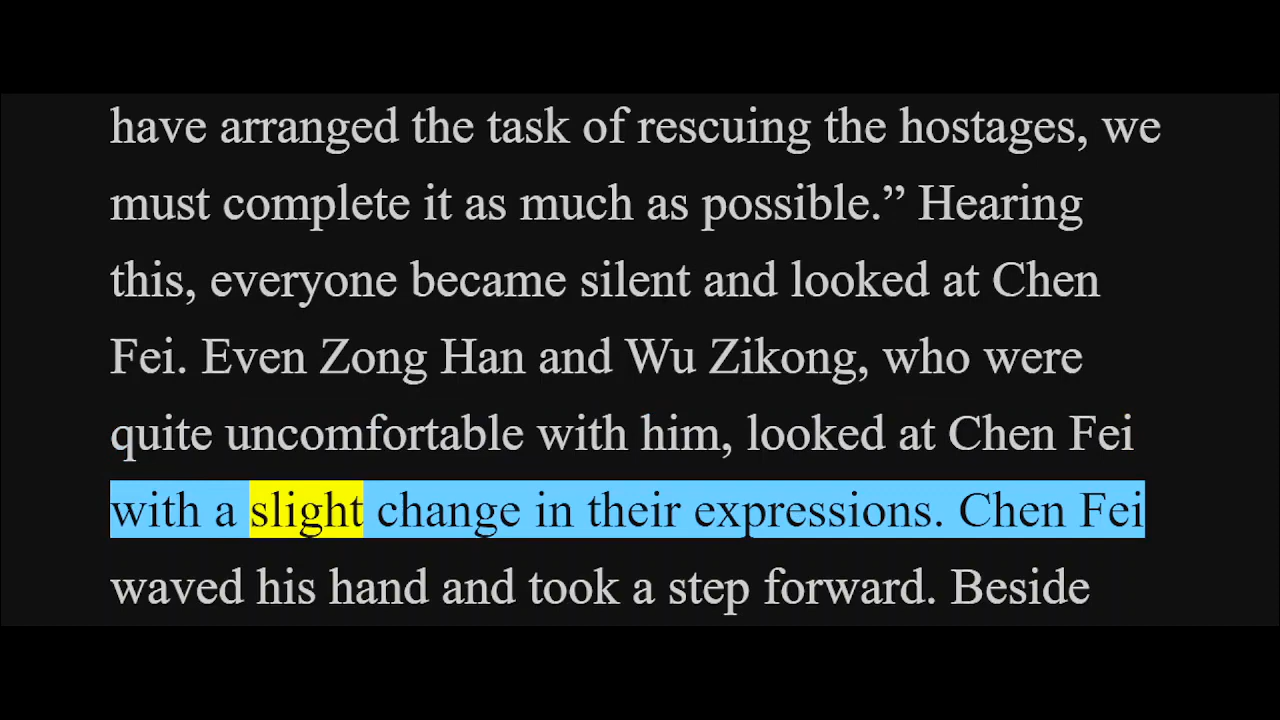 have arranged the task of rescuing the hostages, we
must complete it as much as possible.” Hearing
this, everyone became silent and looked at Chen
Fei. Even Zong Han and Wu Zikong, who were
quite uncomfortable with him, looked at Chen Fei
with a slight change in their expressions. Chen Fei
waved his hand and took a step forward. Beside